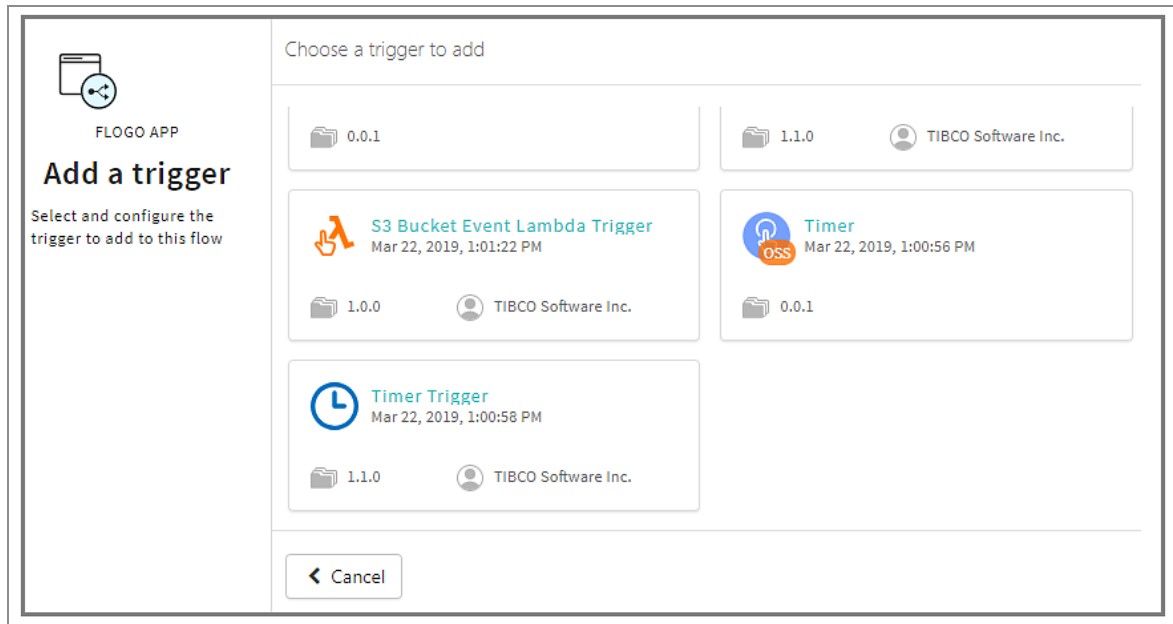 FLOGO APP
Add a trigger
Select and configure the
trigger to add to this flow
Choose a trigger to add
0.0.1
1.1.0 TIBCO Software Inc.
S3 Bucket Event Lambda Trigger
Mar 22, 2019, 1:01:22 PM
1.0.0 TIBCO Software Inc.
Timer
Mar 22, 2019, 1:00:56 PM
OSS
0.0.1
Timer Trigger
Mar 22, 2019, 1:00:58 PM
1.1.0 TIBCO Software Inc.
Cancel